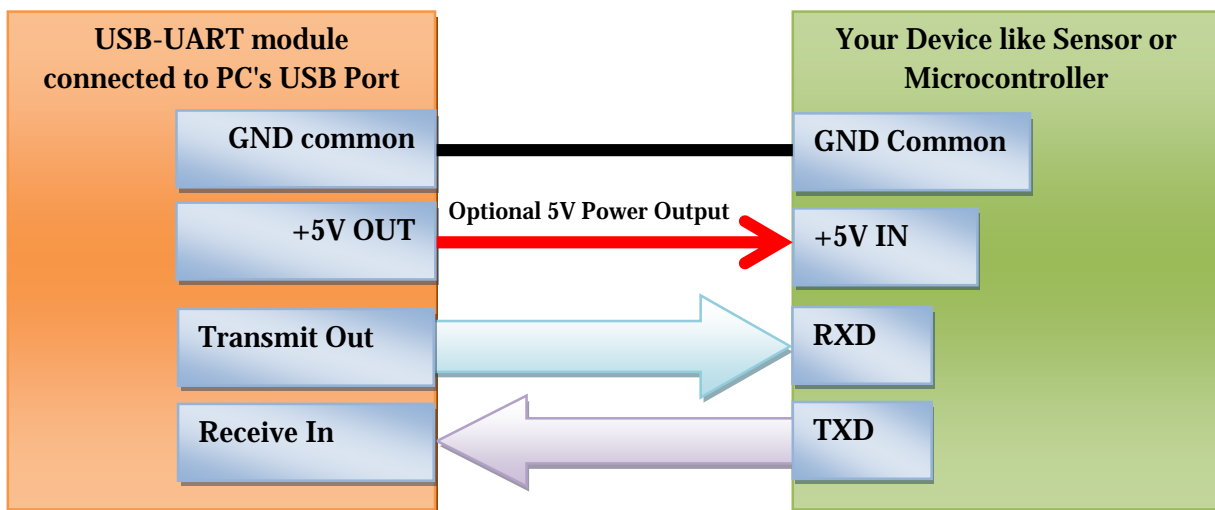 USB-UART module
connected to PC's USB Port
Your Device like Sensor or
Microcontroller
GND common
GND Common
Optional 5V Power Output
+5V OUT
+5V IN
Transmit Out
RXD
Receive In
TXD